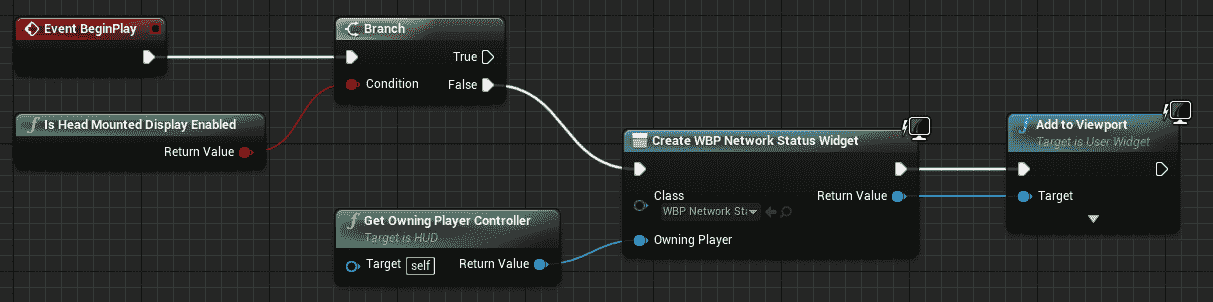 Event BeginPlay
Branch
True
Condition
False
Is Head Mounted Display Enabled
Return Value
Create WBP Network Status Widget
Class
WBP Network Sta
Return Value
Owning Player
Add to Viewport
Target is User Widget
Target
Get Owning Player Controller
Target is HUD
Target
self
Return Value